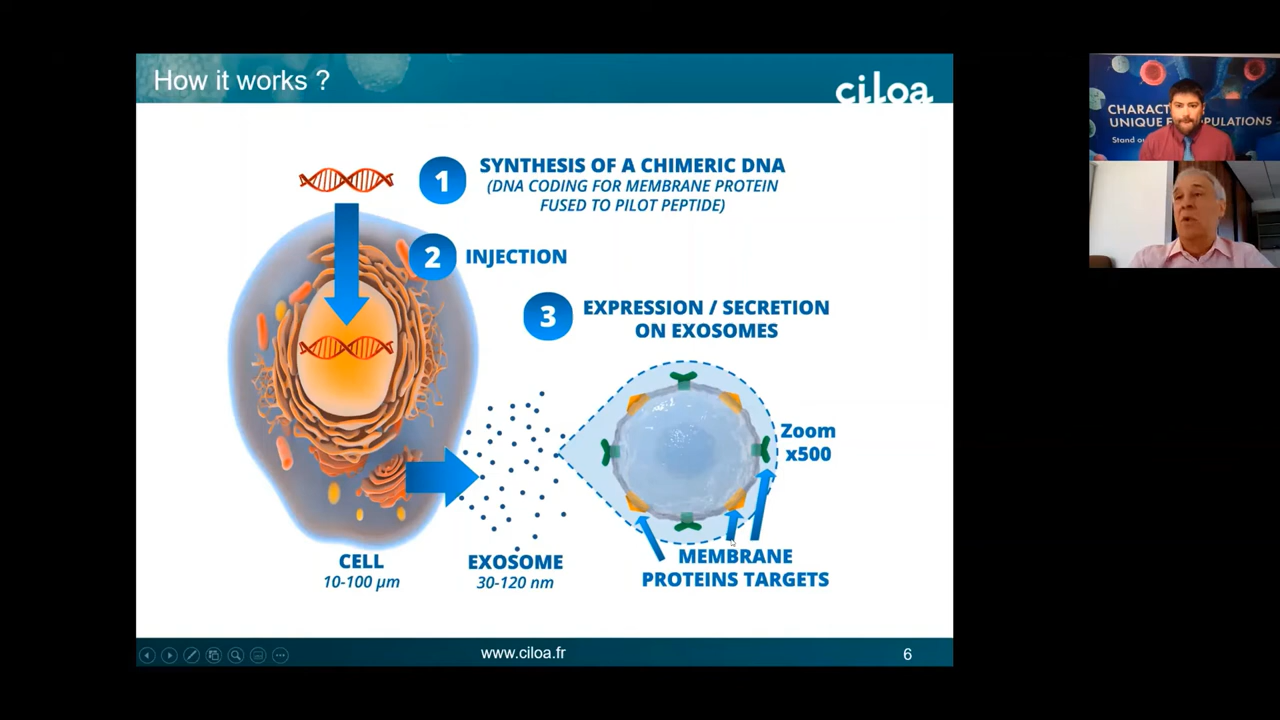 How it works ?
ciloa
1
SYNTHESIS OF A CHIMERIC DNA
(DNA CODING FOR MEMBRANE PROTEIN
FUSED TO PILOT PEPTIDE)
2
INJECTION
3
EXPRESSION / SECRETION
ON EXOSOMES
Zoom
x500
CELL
10-100 µm
EXOSOME
30-120 nm
MEMBRANE
PROTEINS TARGETS
www.ciloa.fr
6
CHARACT
UNIQUE
Stand